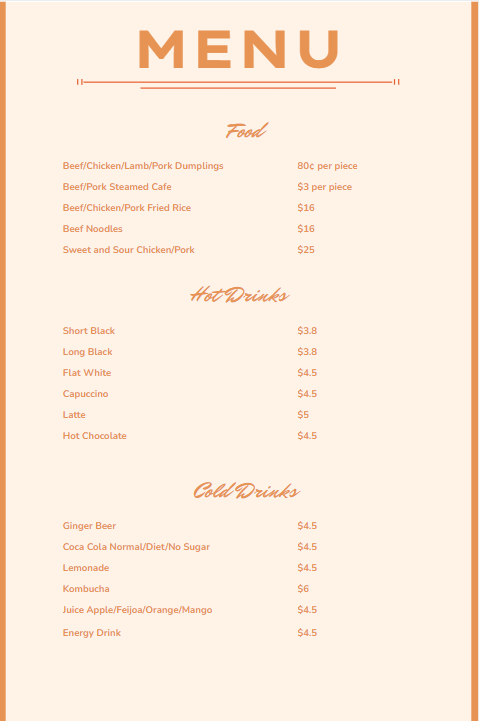 MENU
Food
Beef/Chicken/Lamb/Pork Dumplings 80¢ per piece
Beef/Pork Steamed Cafe $3 per piece
Beef/Chicken/Pork Fried Rice $16
Beef Noodles $16
Sweet and Sour Chicken/Pork $25
Hot Drinks
Short Black $3.8
Long Black $3.8
Flat White $4.5
Capuccino $4.5
Latte $5
Hot Chocolate $4.5
Cold Drinks
Ginger Beer $4.5
Coca Cola Normal/Diet/No Sugar $4.5
Lemonade $4.5
Kombucha $6
Juice Apple/Feijoa/Orange/Mango $4.5
Energy Drink $4.5